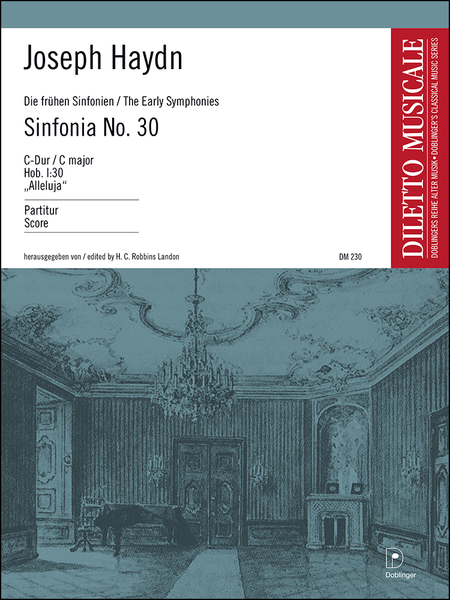 Joseph Haydn
Die frühen Sinfonien / The Early Symphonies
Sinfonia No. 30
C-Dur / C major
Hob. I:30
„Alleluja“
Partitur
Score
herausgegeben von / edited by H. C. Robbins Landon
DM 230
DILETTO MUSICALE
DOBLINGERS REIHE ALTER MUSIK • DOBLINGER'S CLASSICAL MUSIC SERIES
D
Doblinger